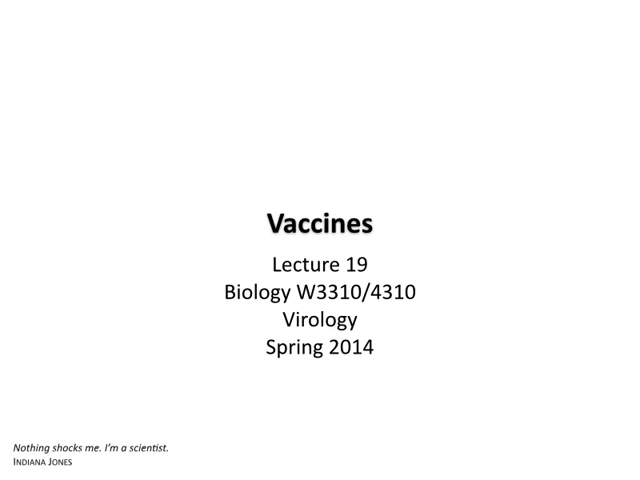 Vaccines
Lecture 19
Biology W3310/4310
Virology
Spring 2014
Nothing shocks me. I'm a scientist.
INDIANA JONES